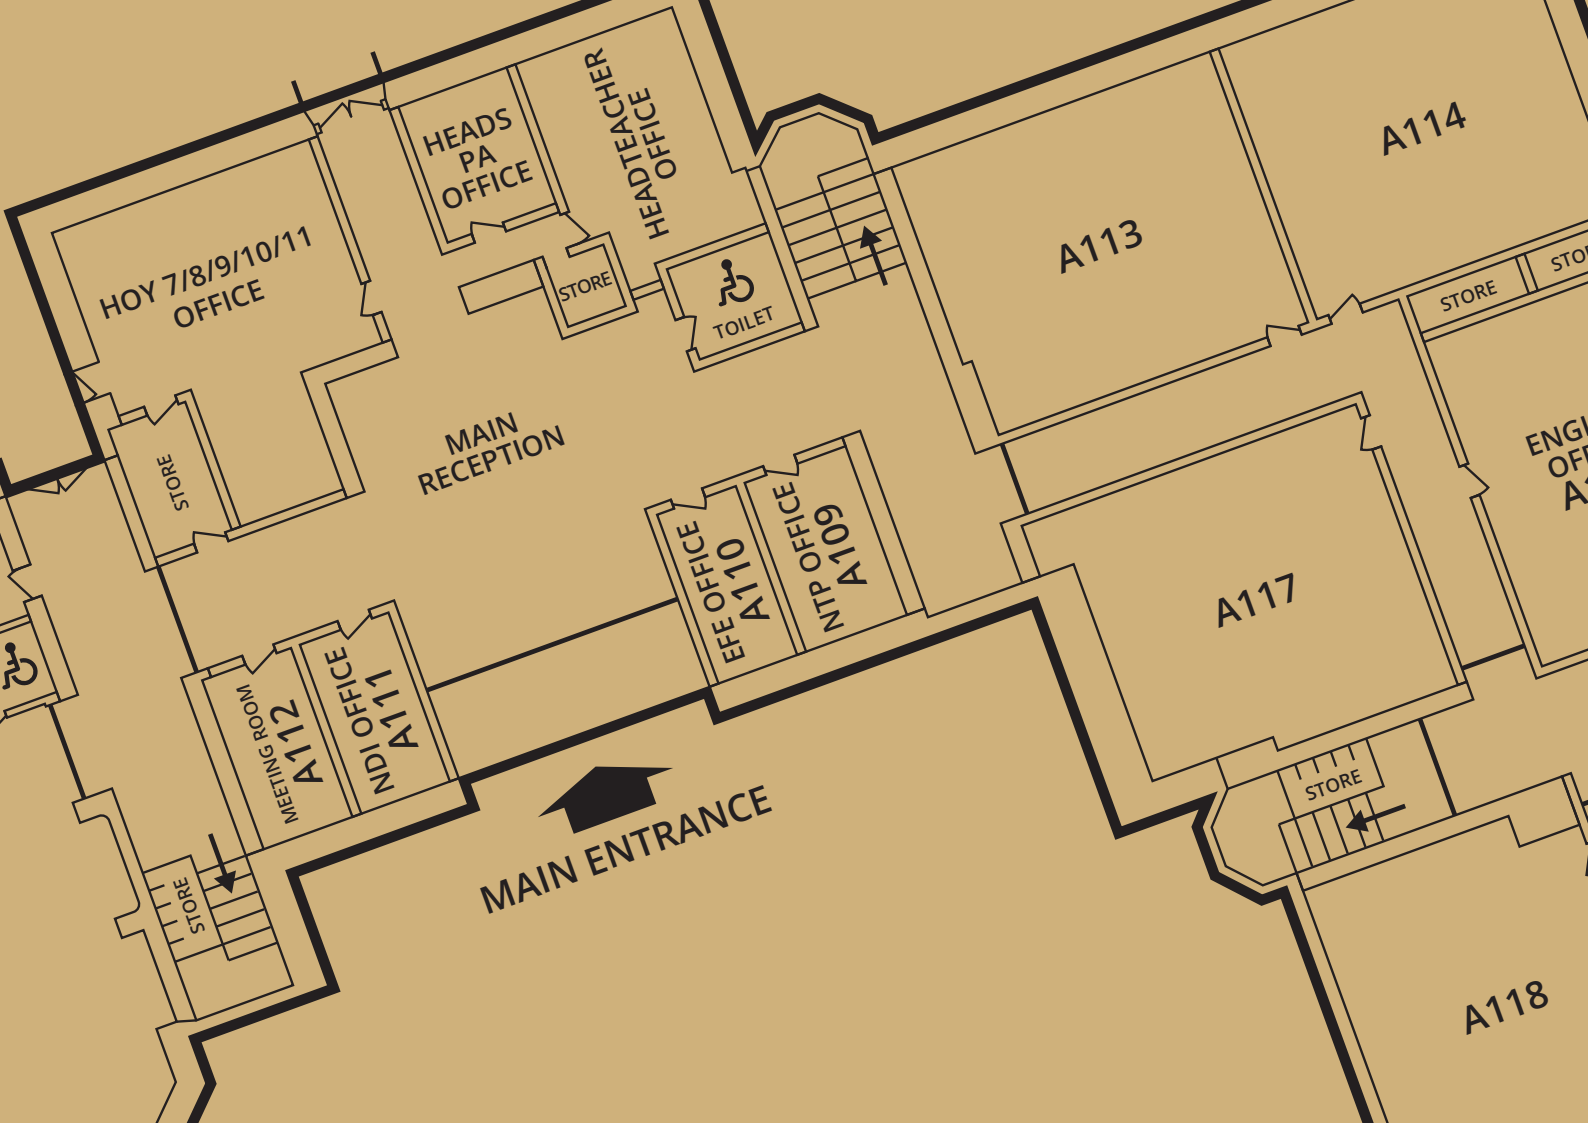 HEADTEACHER
OFFICE
HEADS
PA
OFFICE
A114
HOY 7/8/9/10/11
OFFICE
A113
STORE
TOILET
STORE
MAIN
RECEPTION
STORE
EFE OFFICE
A110
NTP OFFICE
A109
A117
MEETING ROOM
A112
NDI OFFICE
A111
STORE
MAIN ENTRANCE
STORE
A118